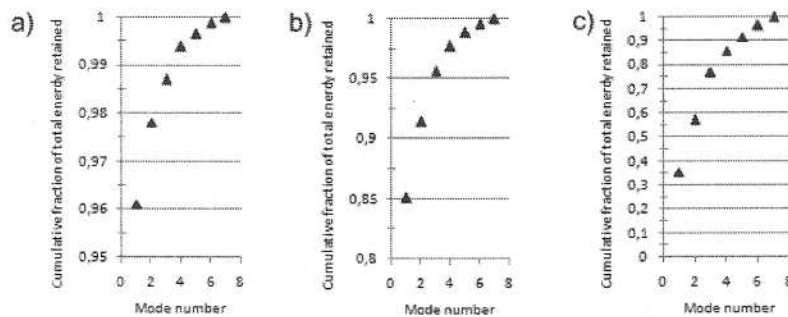 a)
Cumulative fraction of total enerdy retained
1
0,99
0,98
0,97
0,96
0,95
0 2 4 6 8
Mode number
b)
Cumulative fraction of total enerdy retained
1
0,95
0,9
0,85
0,8
0 2 4 6 8
Mode number
c)
Cumulative fraction of total enerdy retained
1
0,9
0,8
0,7
0,6
0,5
0,4
0,3
0,2
0,1
0
0 2 4 6 8
Mode number